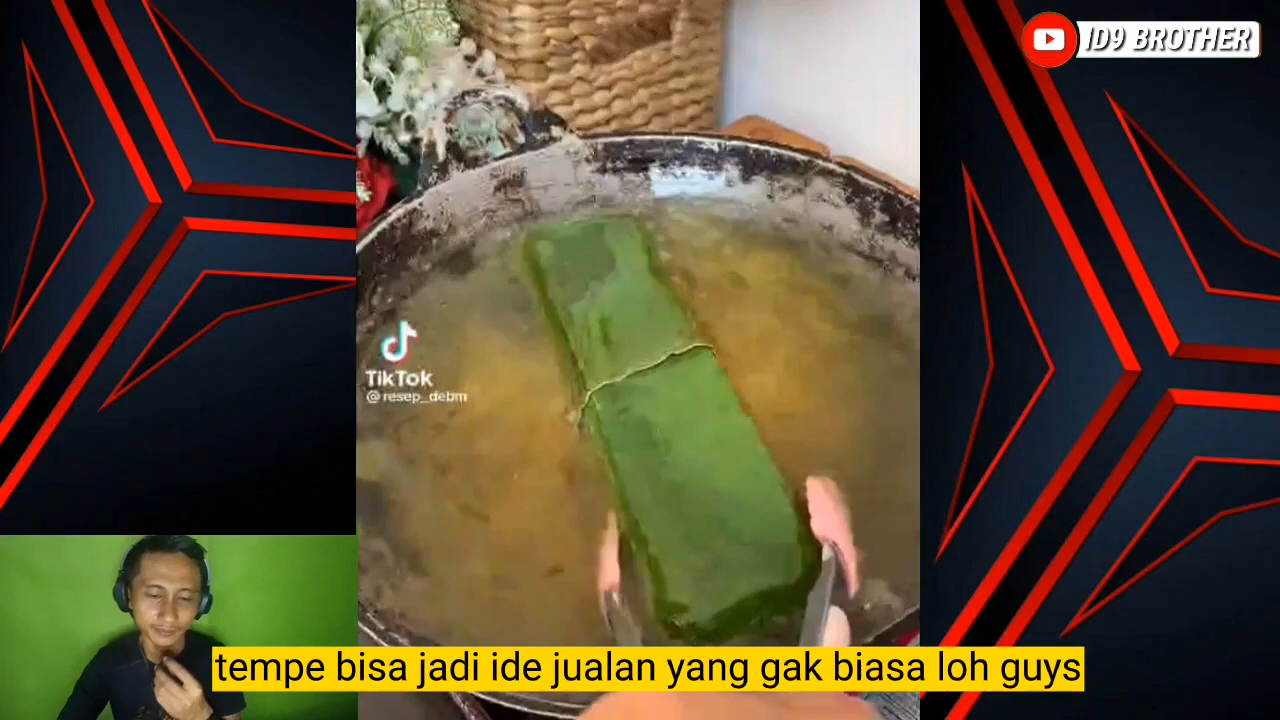 ID9 BROTHER
TikTok
@resep_debm
tempe bisa jadi ide jualan yang gak biasa loh guys